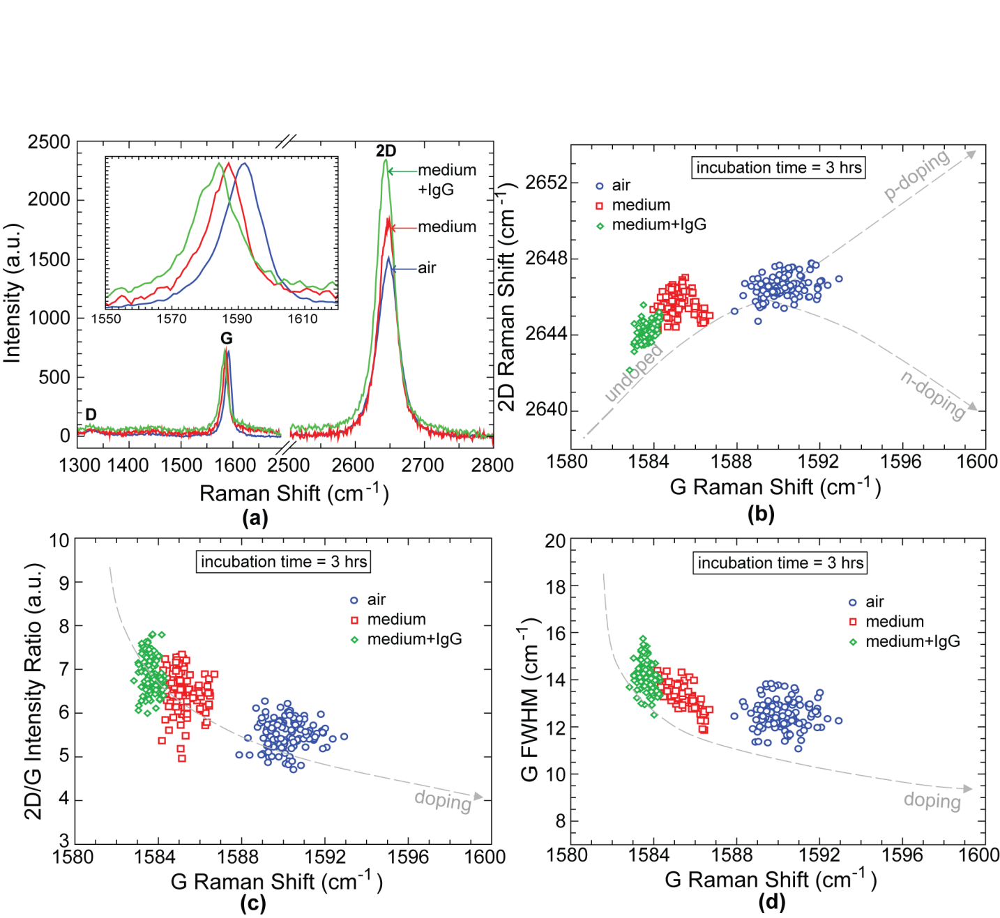 2500
2000
1500
1000
500
0
Intensity (a.u.)
2D
medium
+IgG
medium
air
G
D
1550
1570
1590
1610
1300
1400
1500
1600
2500
2600
2700
2800
Raman Shift (cm-1)
(a)
2652
2648
2644
2640
2D Raman Shift (cm-1)
incubation time = 3 hrs
air
medium
medium+IgG
p-doping
undoped
n-doping
1580
1584
1588
1592
1596
1600
G Raman Shift (cm-1)
(b)
10
9
8
7
6
5
4
3
2D/G Intensity Ratio (a.u.)
incubation time = 3 hrs
air
medium
medium+IgG
doping
1580
1584
1588
1592
1596
1600
G Raman Shift (cm-1)
(c)
20
18
16
14
12
10
8
G FWHM (cm-1)
incubation time = 3 hrs
air
medium
medium+IgG
doping
1580
1584
1588
1592
1596
1600
G Raman Shift (cm-1)
(d)